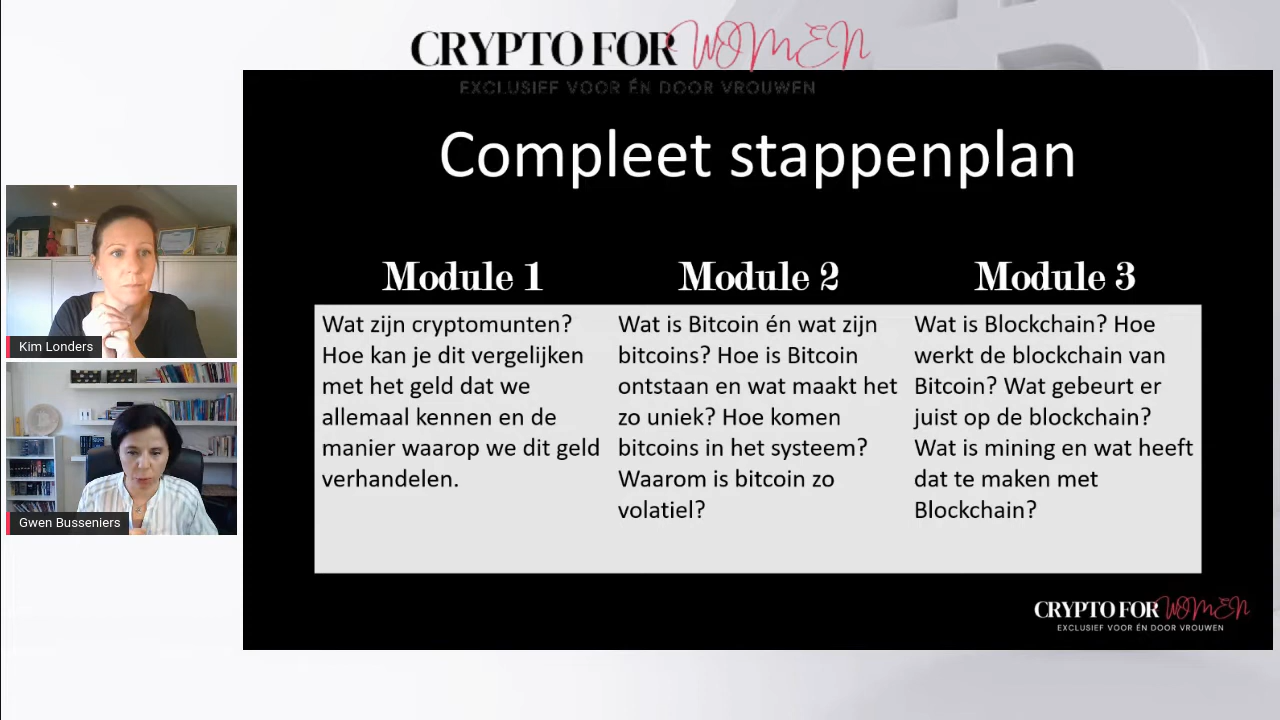 CRYPTO FOR WOMEN
EXCLUSIEF VOOR ÉN DOOR VROUWEN
Compleet stappenplan
Module 1
Wat zijn cryptomunten?
Hoe kan je dit vergelijken
met het geld dat we
allemaal kennen en de
manier waarop we dit geld
verhandelen.
Module 2
Wat is Bitcoin én wat zijn
bitcoins? Hoe is Bitcoin
ontstaan en wat maakt het
zo uniek? Hoe komen
bitcoins in het systeem?
Waarom is bitcoin zo
volatiel?
Module 3
Wat is Blockchain? Hoe
werkt de blockchain van
Bitcoin? Wat gebeurt er
juist op de blockchain?
Wat is mining en wat heeft
dat te maken met
Blockchain?
Kim Londers
Gwen Busseniers
CRYPTO FOR WOMEN
EXCLUSIEF VOOR ÉN DOOR VROUWEN